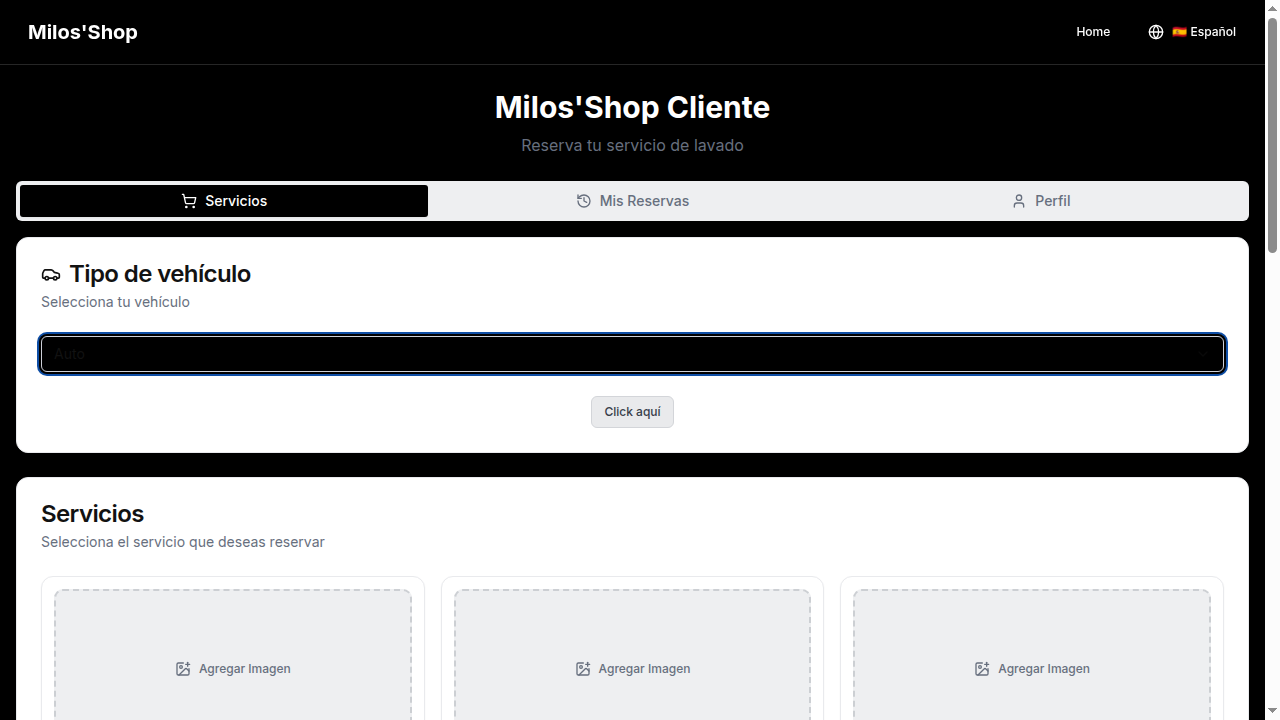 Milos'Shop
Home
Español
Milos'Shop Cliente
Reserva tu servicio de lavado
Servicios
Mis Reservas
Perfil
Tipo de vehículo
Selecciona tu vehículo
Auto
Click aquí
Servicios
Selecciona el servicio que deseas reservar
Agregar Imagen
Agregar Imagen
Agregar Imagen